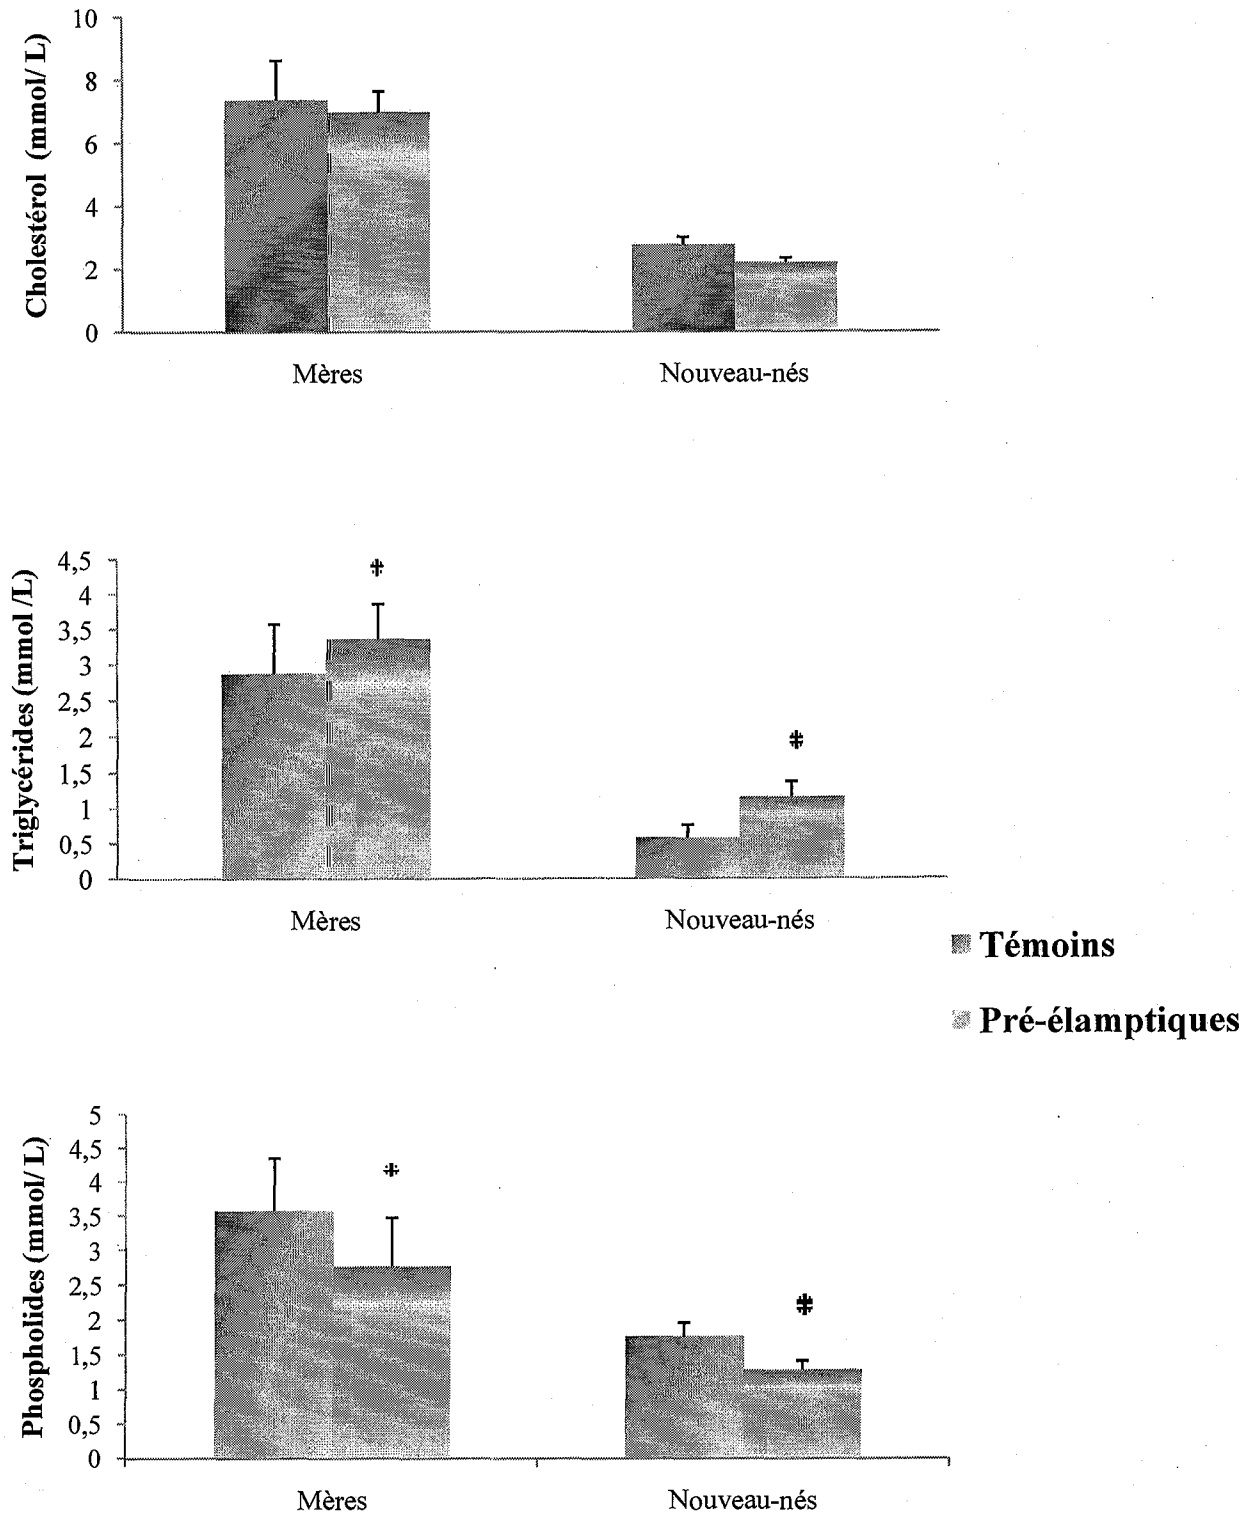 Cholestérol (mmol/ L)
10
8
6
4
2
0
Mères
Nouveau-nés
Triglycérides (mmol /L)
4,5
4
3,5
3
2,5
2
1,5
1
0,5
0
Mères
Nouveau-nés
Témoins
Pré-élamptiques
Phospholides (mmol/ L)
5
4,5
4
3,5
3
2,5
2
1,5
1
0,5
0
Mères
Nouveau-nés